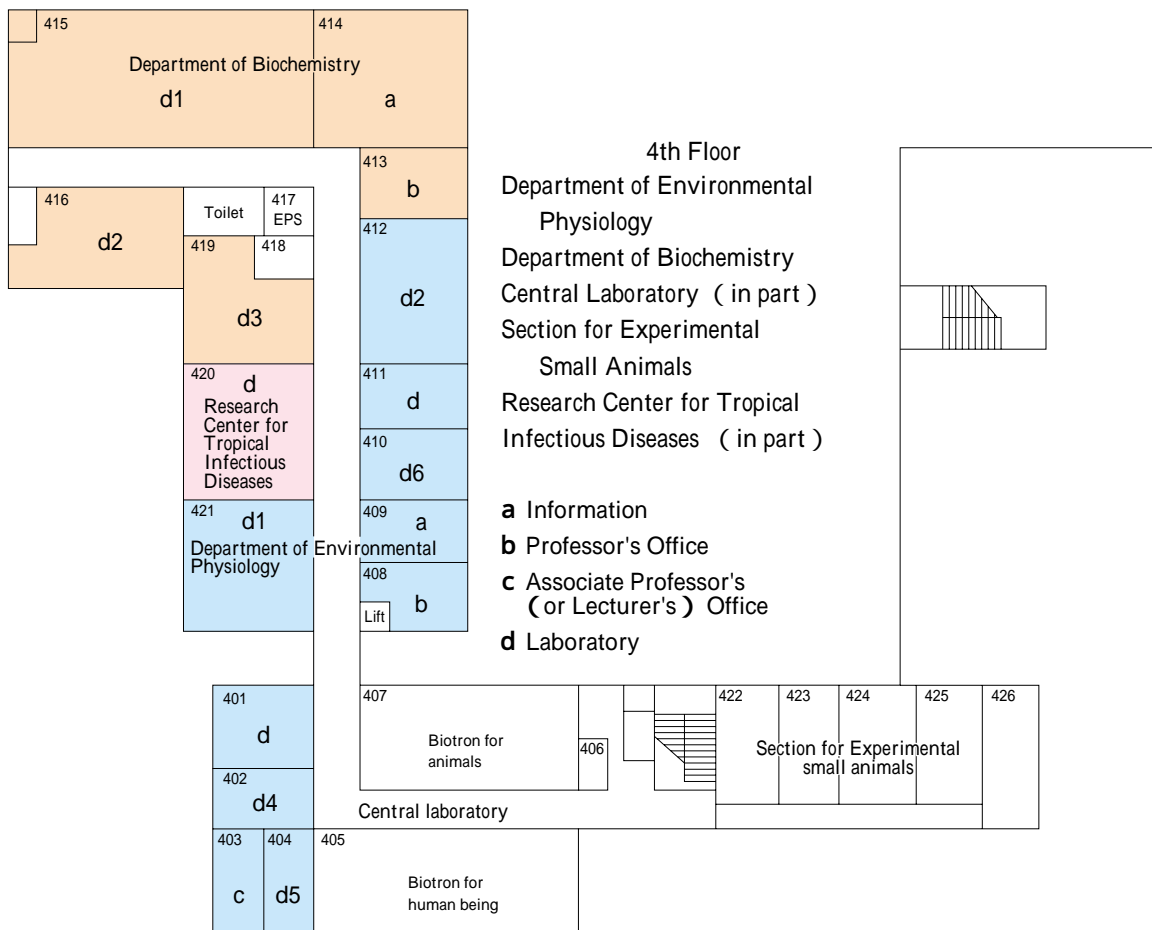 415
414
Department of Biochemistry
d1
a
413
b
416
d2
Toilet
417
EPS
418
419
d3
412
d2
420
d
Research
Center for
Tropical
Infectious
Diseases
411
d
410
d6
421
d1
409
a
Department of Environmental
Physiology
408
b
Lift
4th Floor
Department of Environmental
Physiology
Department of Biochemistry
Central Laboratory ( in part )
Section for Experimental
Small Animals
Research Center for Tropical
Infectious Diseases ( in part )
a Information
b Professor's Office
c Associate Professor's
( or Lecturer's ) Office
d Laboratory
401
d
402
d4
403
c
404
d5
405
Biotron for
human being
407
Biotron for
animals
406
Central laboratory
422
423
424
425
426
Section for Experimental
small animals